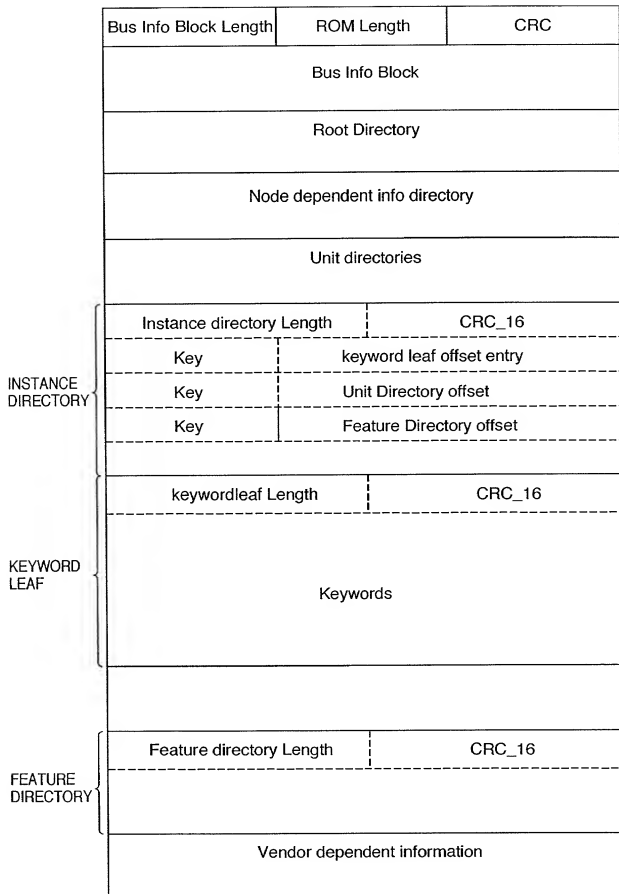 Bus Info Block Length ROM Length CRC
Bus Info Block
Root Directory
Node dependent info directory
Unit directories
INSTANCE
DIRECTORY
Instance directory Length CRC_16
Key keyword leaf offset entry
Key Unit Directory offset
Key Feature Directory offset
KEYWORD
LEAF
keywordleaf Length CRC_16
Keywords
FEATURE
DIRECTORY
Feature directory Length CRC_16
Vendor dependent information